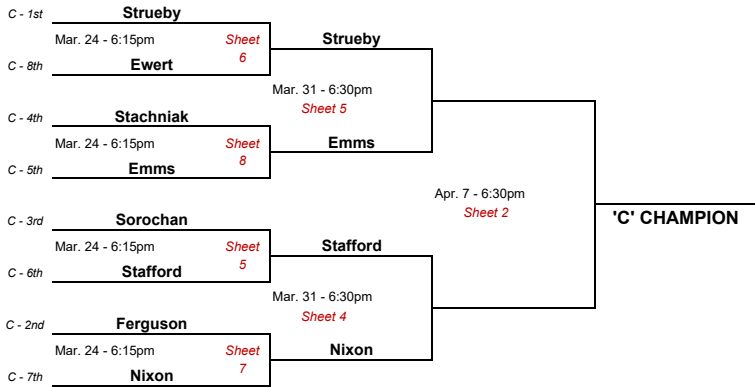 C - 1st Strueby
Mar. 24 - 6:15pm Sheet 6
C - 8th Ewert
Strueby
Mar. 31 - 6:30pm
Sheet 5
C - 4th Stachniak
Mar. 24 - 6:15pm Sheet 8
C - 5th Emms
Emms
Apr. 7 - 6:30pm
Sheet 2
'C' CHAMPION
C - 3rd Sorochan
Mar. 24 - 6:15pm Sheet 5
C - 6th Stafford
Stafford
Mar. 31 - 6:30pm
Sheet 4
C - 2nd Ferguson
Mar. 24 - 6:15pm Sheet 7
C - 7th Nixon
Nixon